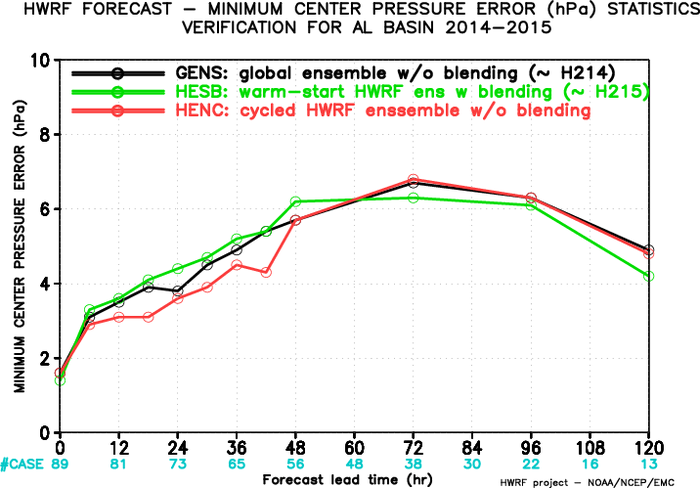 HWRF FORECAST − MINIMUM CENTER PRESSURE ERROR (hPa) STATISTICS
VERIFICATION FOR AL BASIN 2014−2015
GENS: global ensemble w/o blending (~ H214)
HESB: warm−start HWRF ens w blending (~ H215)
HENC: cycled HWRF enssemble w/o blending
MINIMUM CENTER PRESSURE ERROR (hPa)
10
8
6
4
2
0
0 12 24 36 48 60 72 84 96 108 120
#CASE 89 81 73 65 56 48 38 30 22 16 13
Forecast lead time (hr)
HWRF project − NOAA/NCEP/EMC